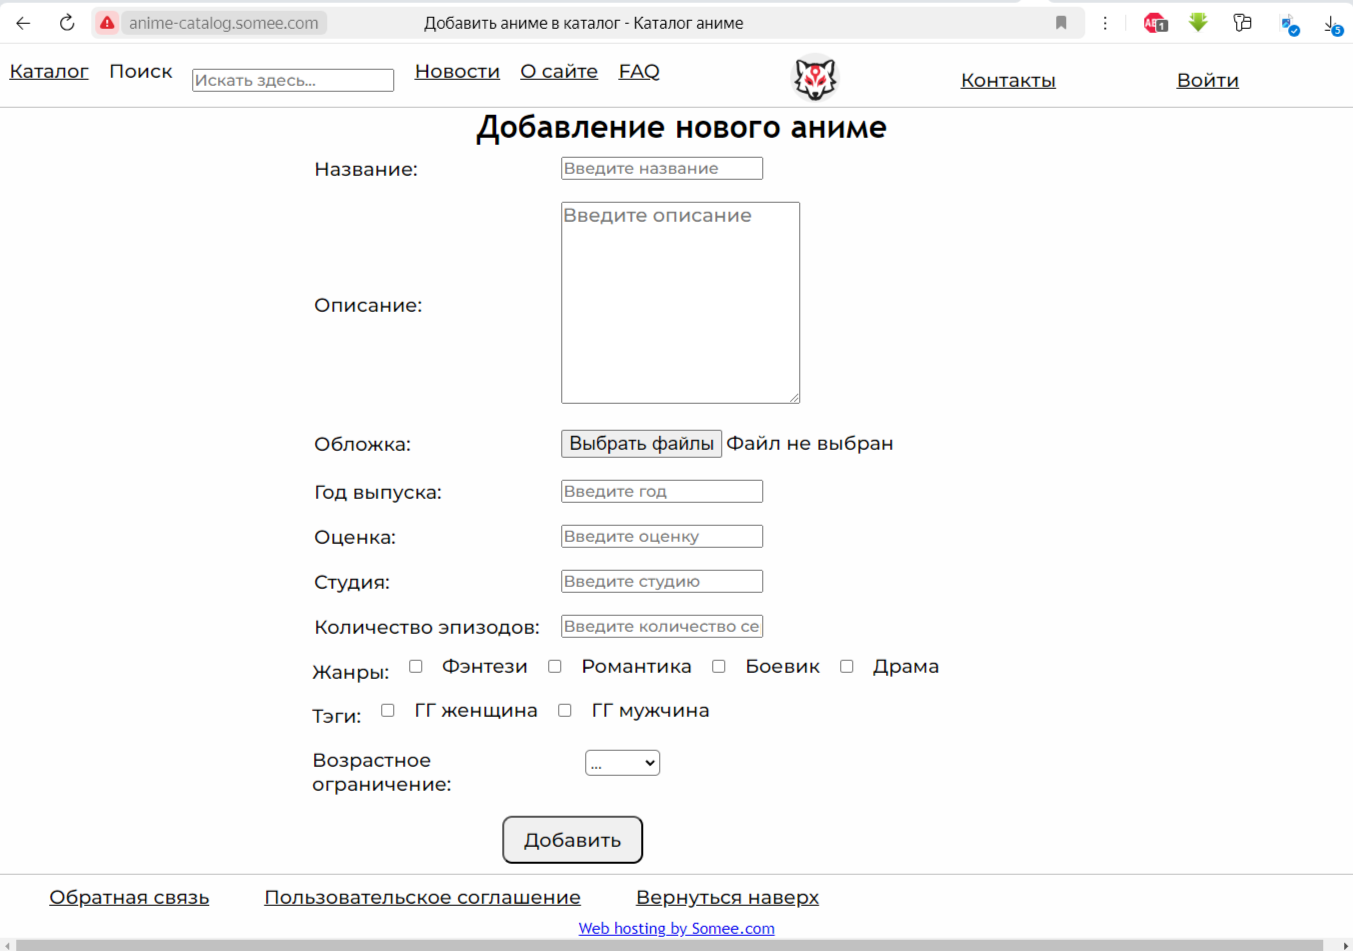 anime-catalog.somee.com Добавить аниме в каталог - Каталог аниме 1 5
Каталог Поиск Искать здесь... Новости О сайте FAQ Контакты Войти
Добавление нового аниме
Название: Введите название
Введите описание
Описание:
Обложка: Выбрать файлы Файл не выбран
Год выпуска: Введите год
Оценка: Введите оценку
Студия: Введите студию
Количество эпизодов: Введите количество се
Жанры: Фэнтези Романтика Боевик Драма
Тэги: ГГ женщина ГГ мужчина
Возрастное
ограничение: ...
Добавить
Обратная связь Пользовательское соглашение Вернуться наверх
Web hosting by Somee.com